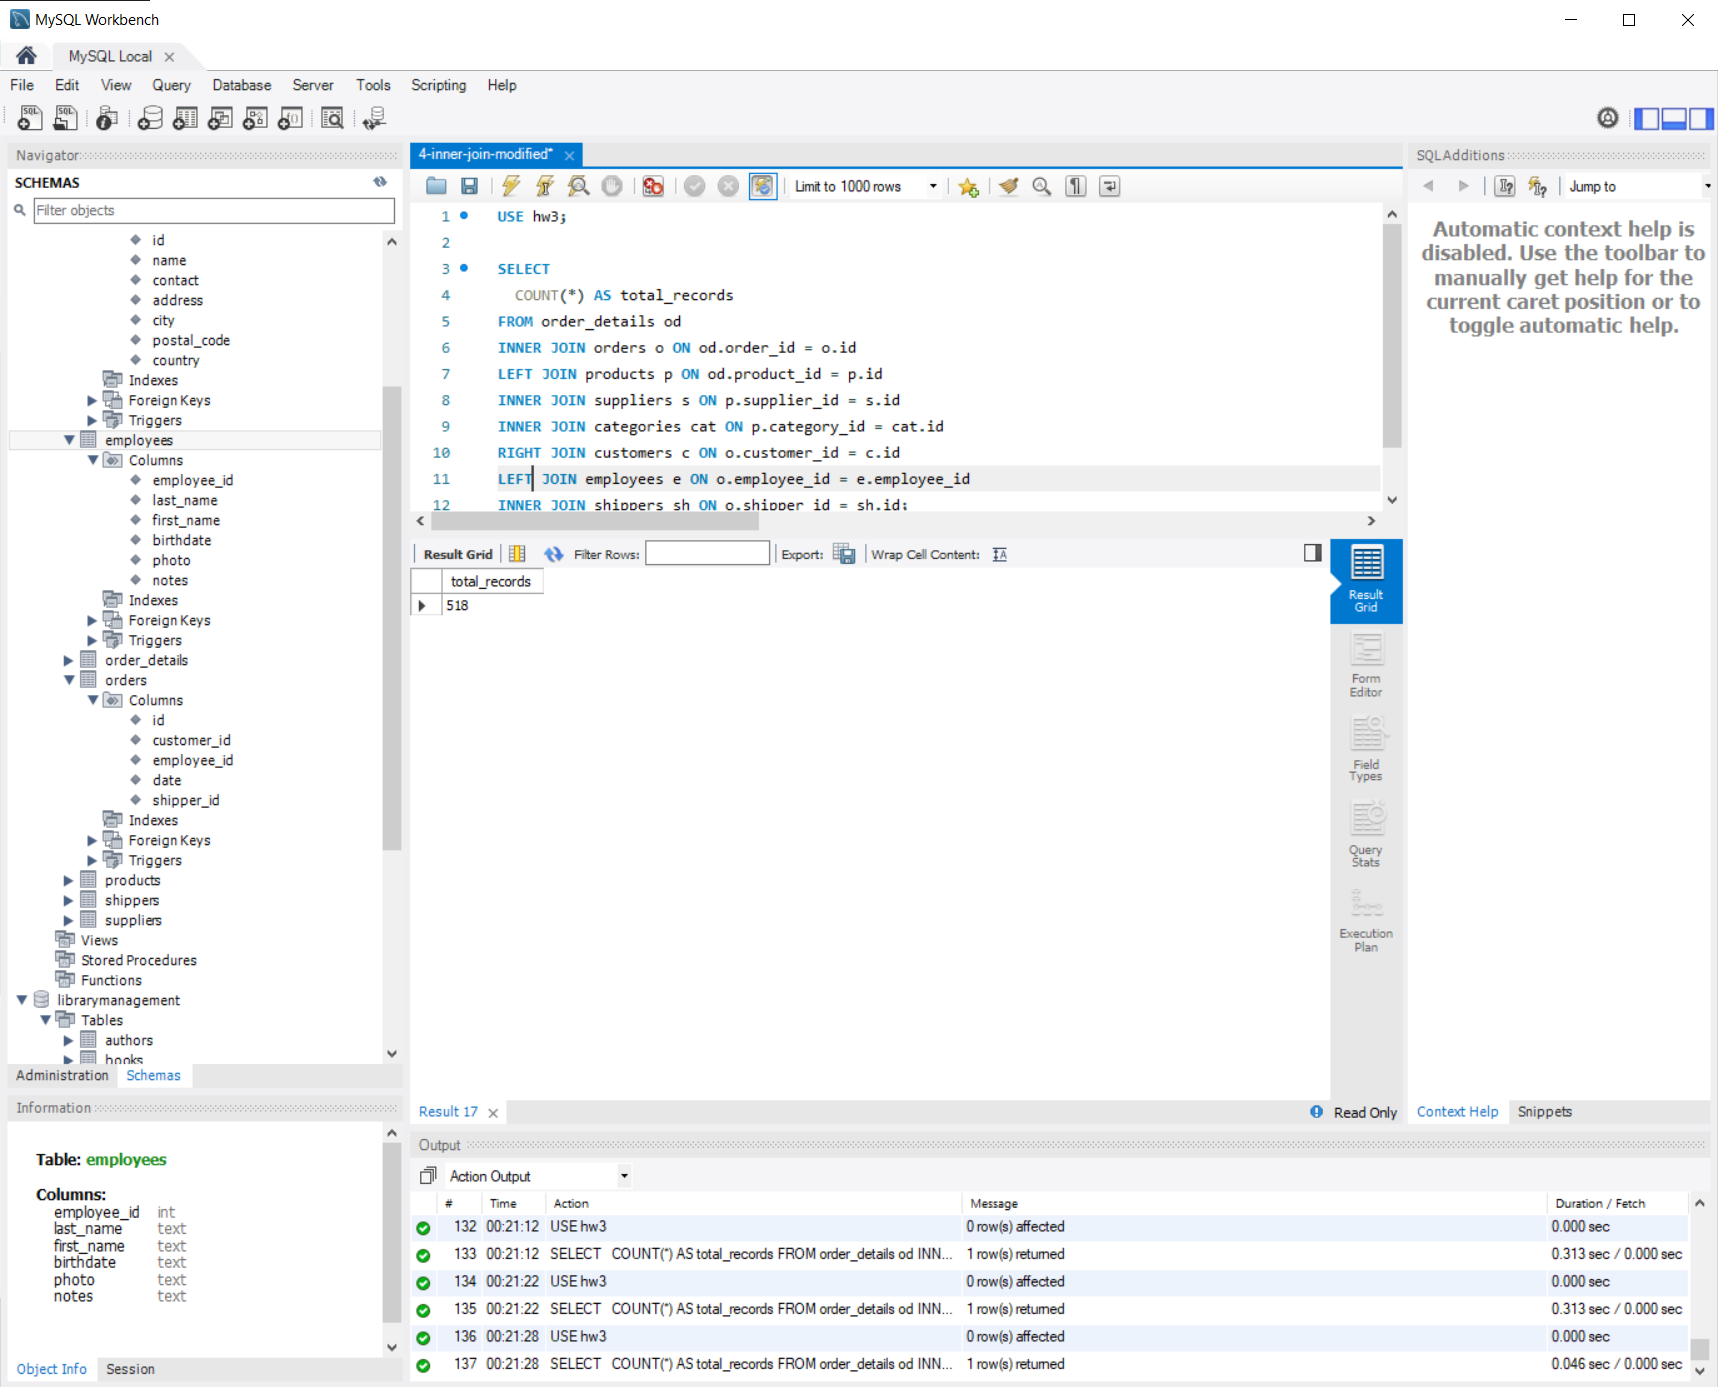 MySQL Workbench
MySQL Local
File Edit View Query Database Server Tools Scripting Help
Navigator
SCHEMAS
Filter objects
id
name
contact
address
city
postal_code
country
Indexes
Foreign Keys
Triggers
employees
Columns
employee_id
last_name
first_name
birthdate
photo
notes
Indexes
Foreign Keys
Triggers
order_details
orders
Columns
id
customer_id
employee_id
date
shipper_id
Indexes
Foreign Keys
Triggers
products
shippers
suppliers
Views
Stored Procedures
Functions
librarymanagement
Tables
authors
books
Administration Schemas
Information
Table: employees
Columns:
employee_id int
last_name text
first_name text
birthdate text
photo text
notes text
Object Info Session
4-inner-join-modified*
Limit to 1000 rows
1 USE hw3;
2
3 SELECT
4 COUNT(*) AS total_records
5 FROM order_details od
6 INNER JOIN orders o ON od.order_id = o.id
7 LEFT JOIN products p ON od.product_id = p.id
8 INNER JOIN suppliers s ON p.supplier_id = s.id
9 INNER JOIN categories cat ON p.category_id = cat.id
10 RIGHT JOIN customers c ON o.customer_id = c.id
11 LEFT JOIN employees e ON o.employee_id = e.employee_id
12 INNER JOIN shippers sh ON o.shipper_id = sh.id;
Result Grid Filter Rows: Export: Wrap Cell Content:
total_records
518
Result Grid
Form Editor
Field Types
Query Stats
Execution Plan
Result 17 Read Only
SQLAdditions
Jump to
Automatic context help is
disabled. Use the toolbar to
manually get help for the
current caret position or to
toggle automatic help.
Context Help Snippets
Output
Action Output
# Time Action Message Duration / Fetch
132 00:21:12 USE hw3 0 row(s) affected 0.000 sec
133 00:21:12 SELECT COUNT(*) AS total_records FROM order_details od INN... 1 row(s) returned 0.313 sec / 0.000 sec
134 00:21:22 USE hw3 0 row(s) affected 0.000 sec
135 00:21:22 SELECT COUNT(*) AS total_records FROM order_details od INN... 1 row(s) returned 0.313 sec / 0.000 sec
136 00:21:28 USE hw3 0 row(s) affected 0.000 sec
137 00:21:28 SELECT COUNT(*) AS total_records FROM order_details od INN... 1 row(s) returned 0.046 sec / 0.000 sec